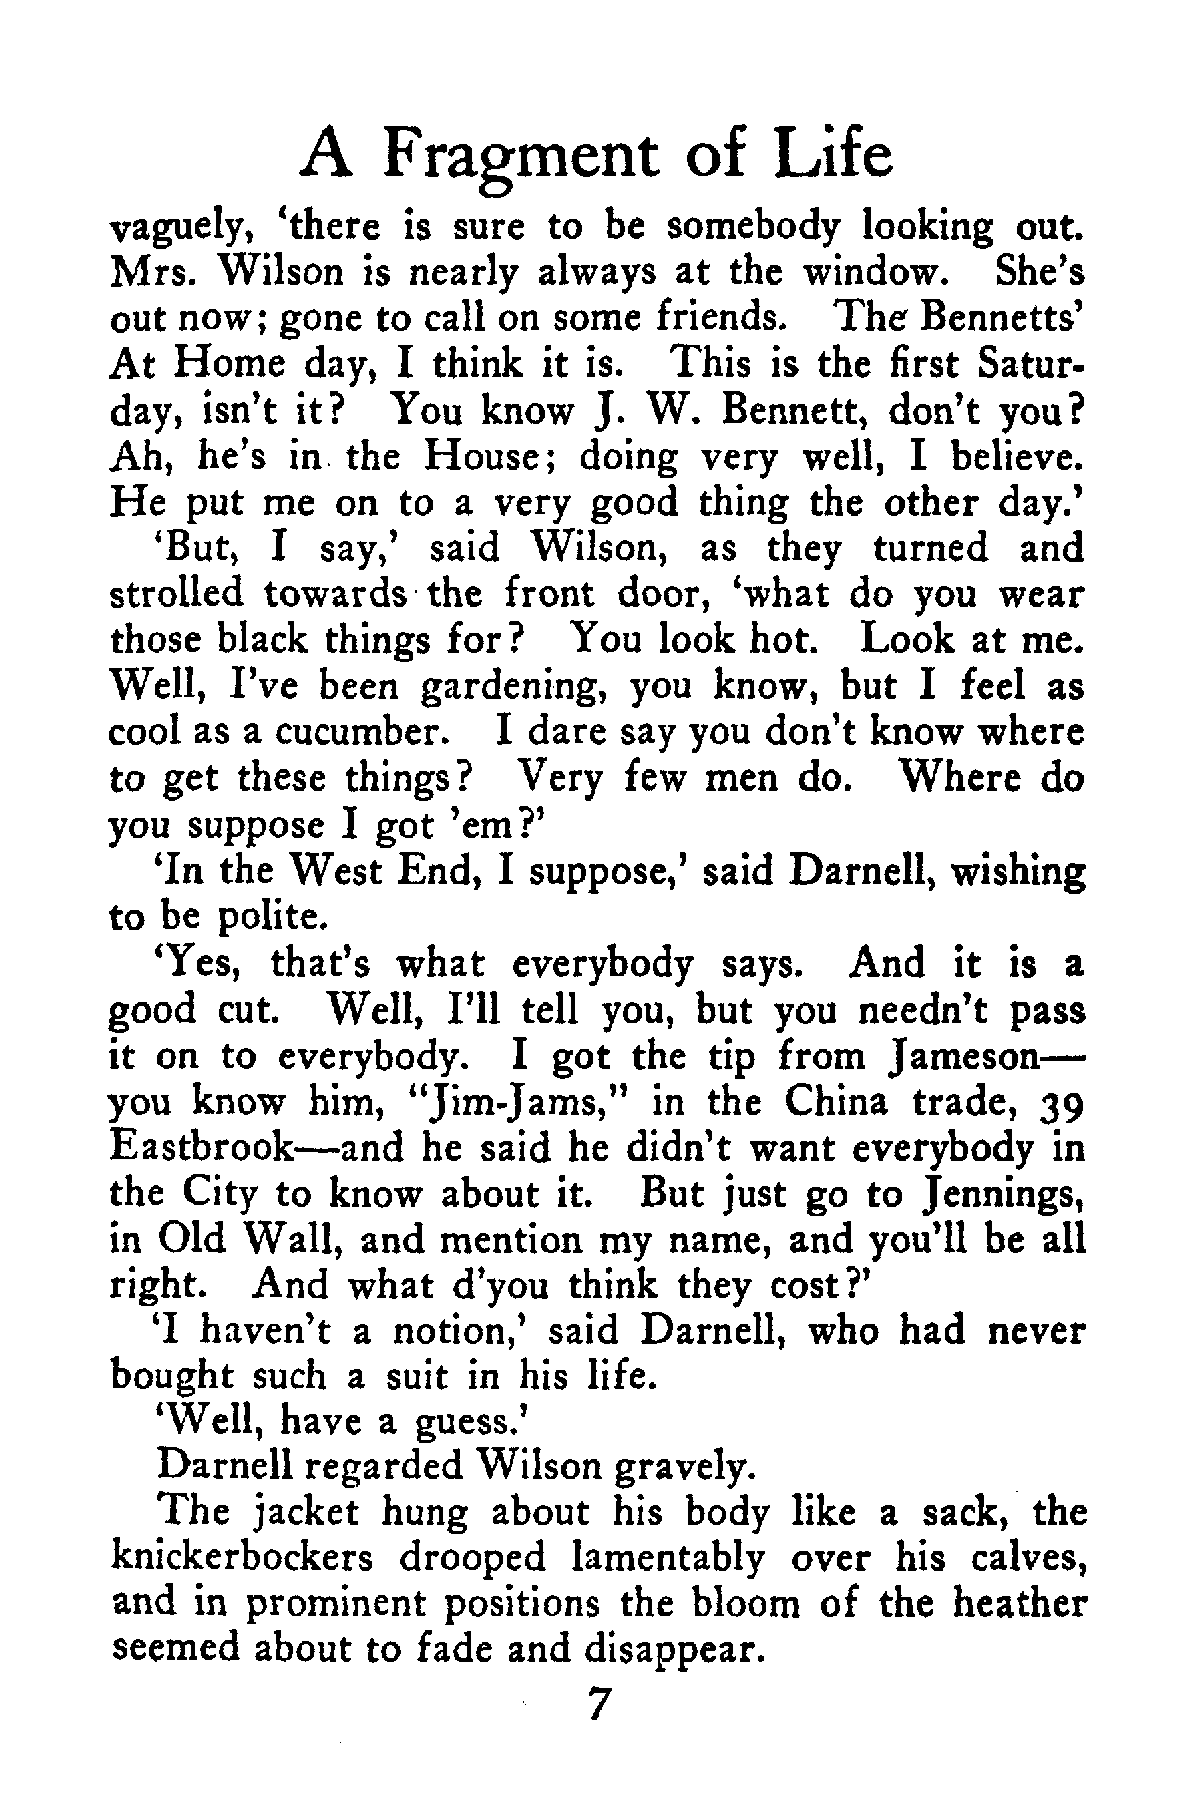 A Fragment of Life
vaguely, ‘there is sure to be somebody looking out.
Mrs. Wilson is nearly always at the window. She’s
out now; gone to call on some friends. The Bennetts’
At Home day, I think it is. This is the first Satur-
day, isn’t it? You know J. W. Bennett, don’t you?
Ah, he’s in the House; doing very well, I believe.
He put me on to a very good thing the other day.’
‘But, I say,’ said Wilson, as they turned and
strolled towards the front door, ‘what do you wear
those black things for? You look hot. Look at me.
Well, I’ve been gardening, you know, but I feel as
cool as a cucumber. I dare say you don’t know where
to get these things? Very few men do. Where do
you suppose I got ’em?’
‘In the West End, I suppose,’ said Darnell, wishing
to be polite.
‘Yes, that’s what everybody says. And it is a
good cut. Well, I’ll tell you, but you needn’t pass
it on to everybody. I got the tip from Jameson—
you know him, “Jim-Jams,” in the China trade, 39
Eastbrook—and he said he didn’t want everybody in
the City to know about it. But just go to Jennings,
in Old Wall, and mention my name, and you’ll be all
right. And what d’you think they cost?’
‘I haven’t a notion,’ said Darnell, who had never
bought such a suit in his life.
‘Well, have a guess.’
Darnell regarded Wilson gravely.
The jacket hung about his body like a sack, the
knickerbockers drooped lamentably over his calves,
and in prominent positions the bloom of the heather
seemed about to fade and disappear.
7